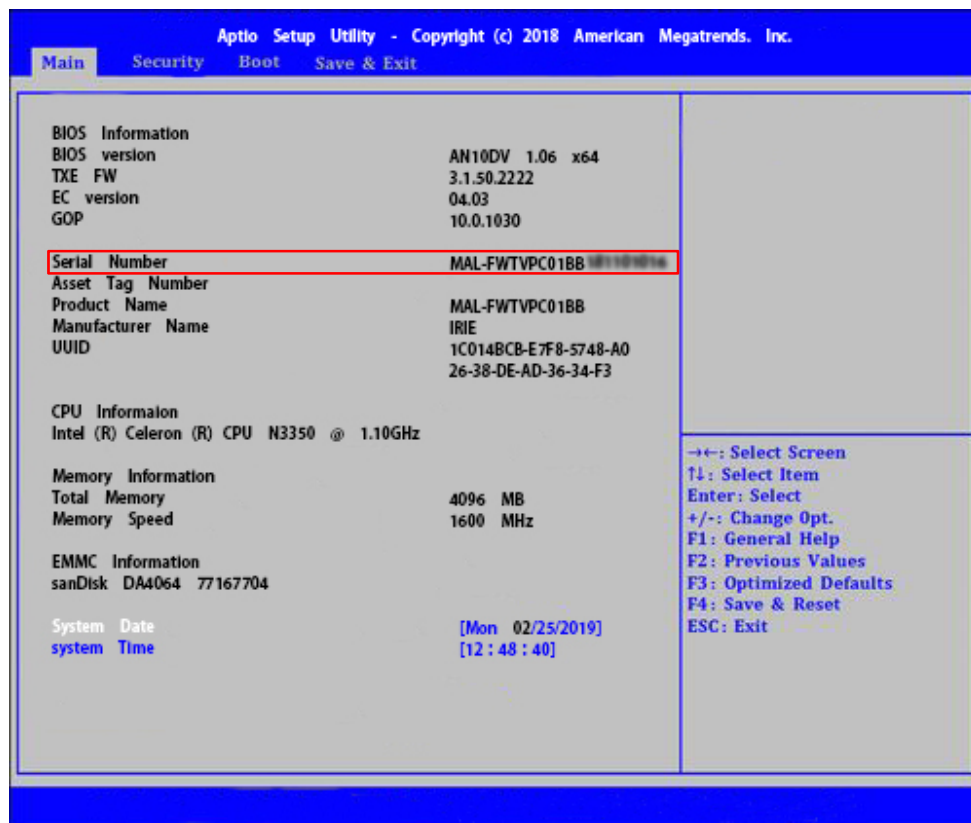 Aptio Setup Utility - Copyright (c) 2018 American Megatrends. Inc.
Main Security Boot Save & Exit
BIOS Information
BIOS version AN10DV 1.06 x64
TXE FW 3.1.50.2222
EC version 04.03
GOP 10.0.1030
Serial Number MAL-FWTVPC01BB
Asset Tag Number
Product Name MAL-FWTVPC01BB
Manufacturer Name IRIE
UUID 1C014BCB-E7F8-5748-A0
26-38-DE-AD-36-34-F3
CPU Informaion
Intel (R) Celeron (R) CPU N3350 @ 1.10GHz
Memory Information
Total Memory 4096 MB
Memory Speed 1600 MHz
EMMC Information
sanDisk DA4064 77167704
System Date [Mon 02/25/2019]
system Time [12 : 48 : 40]
→←: Select Screen
↑↓: Select Item
Enter: Select
+/-: Change Opt.
F1: General Help
F2: Previous Values
F3: Optimized Defaults
F4: Save & Reset
ESC: Exit